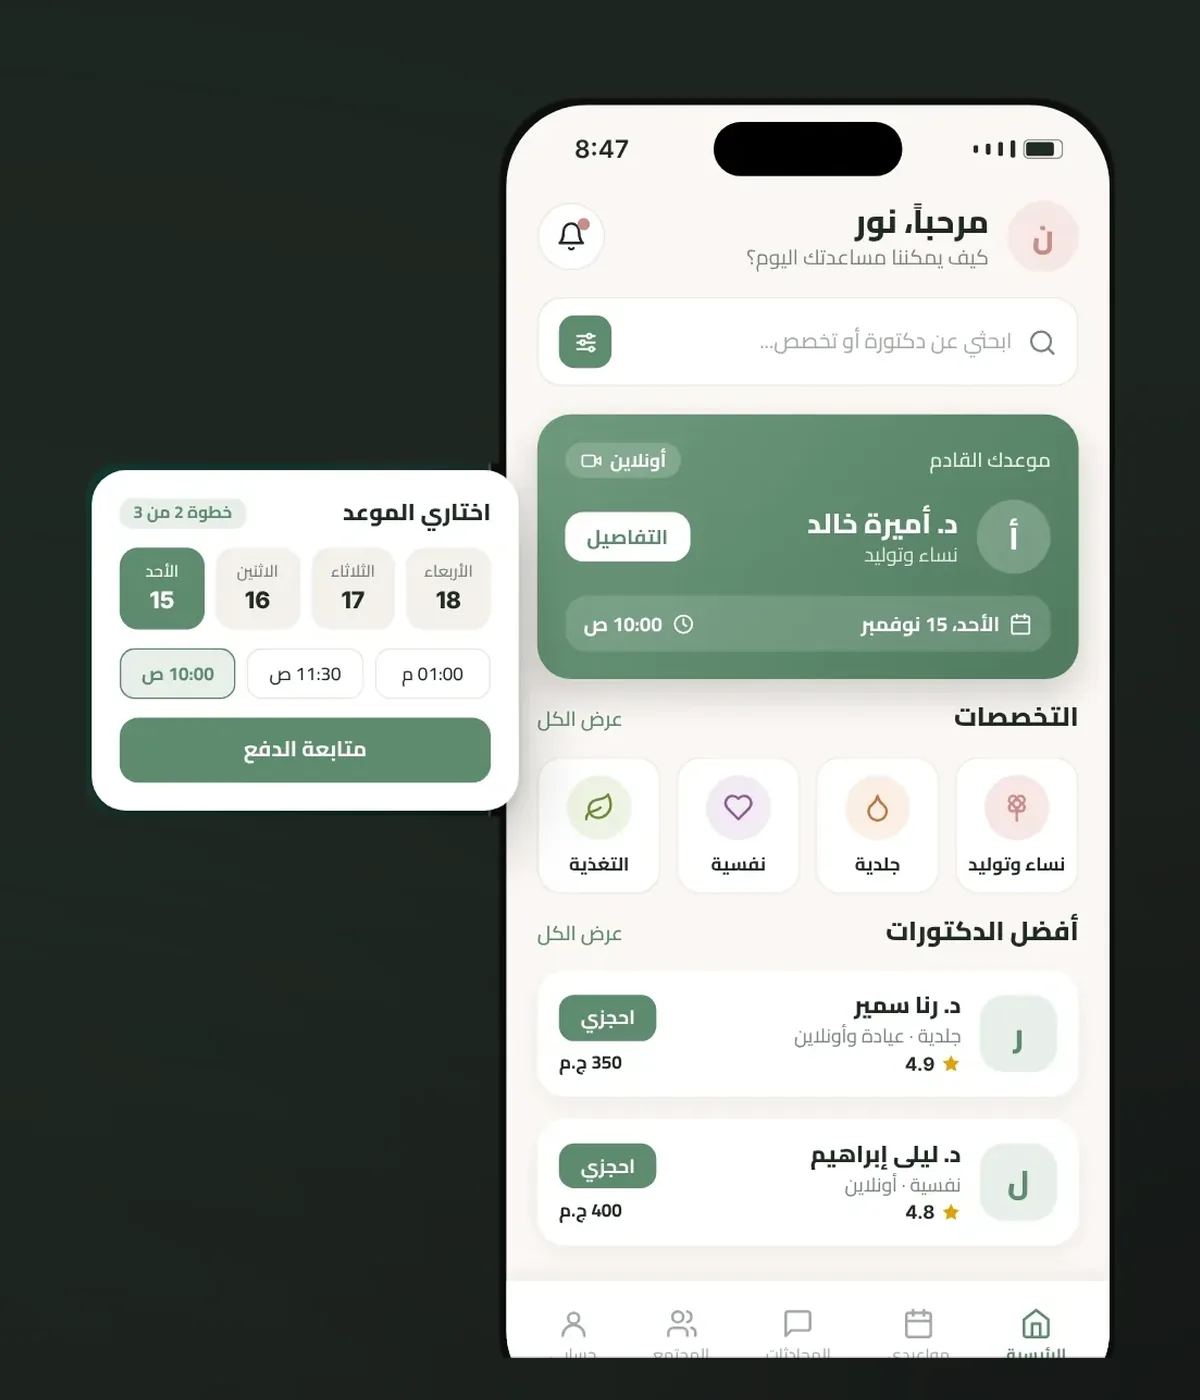 8:47
مرحباً، نور
ن
كيف يمكننا مساعدتك اليوم؟
ابحثي عن دكتورة أو تخصص...
موعدك القادم
أونلاين
أ
د. أميرة خالد
نساء وتوليد
التفاصيل
الأحد، 15 نوفمبر
10:00 ص
التخصصات
عرض الكل
نساء وتوليد
جلدية
نفسية
التغذية
أفضل الدكتورات
عرض الكل
ر
د. رنا سمير
جلدية · عيادة وأونلاين
4.9
احجزي
350 ج.م
ل
د. ليلى إبراهيم
نفسية · أونلاين
4.8
احجزي
400 ج.م
الرئيسية
مواعيدي
المحادثات
المجتمع
اختاري الموعد
خطوة 2 من 3
الأربعاء
18
الثلاثاء
17
الاثنين
16
الأحد
15
01:00 م
11:30 ص
10:00 ص
متابعة الدفع